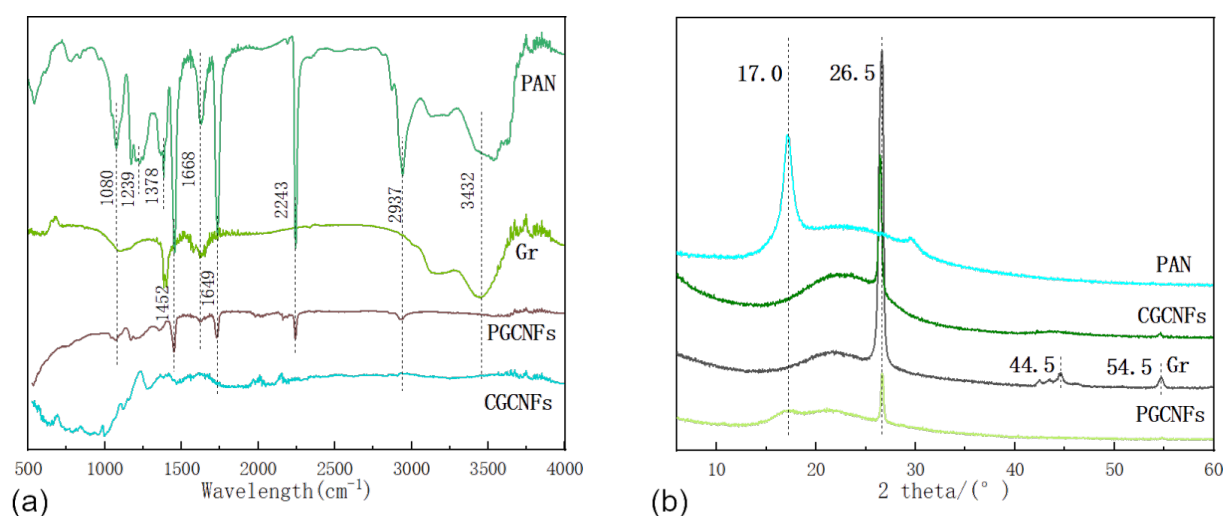 PAN
1080
1239
1378
1668
2243
2937
3432
Gr
1452
1649
PGCNFs
CGCNFs
500 1000 1500 2000 2500 3000 3500 4000
Wavelength(cm⁻¹)
(a)
17.0
26.5
PAN
CGCNFs
44.5
54.5
Gr
PGCNFs
10 20 30 40 50 60
2 theta/(°)
(b)